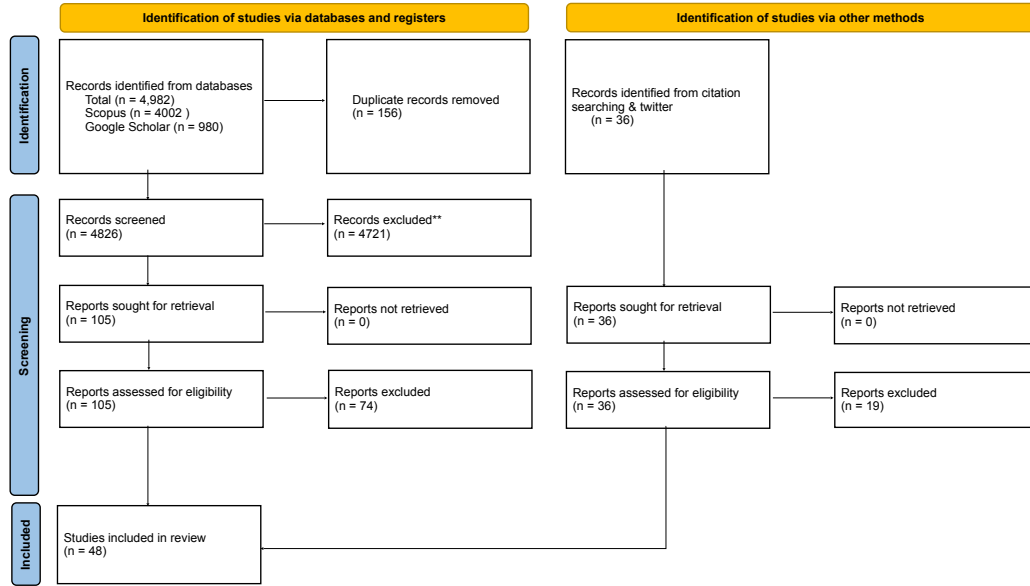 Identification of studies via databases and registers
Identification of studies via other methods
Identification
Records identified from databases
Total (n = 4,982)
Scopus (n = 4002 )
Google Scholar (n = 980)
Duplicate records removed
(n = 156)
Records identified from citation
searching & twitter
(n = 36)
Screening
Records screened
(n = 4826)
Records excluded**
(n = 4721)
Reports sought for retrieval
(n = 105)
Reports not retrieved
(n = 0)
Reports sought for retrieval
(n = 36)
Reports not retrieved
(n = 0)
Reports assessed for eligibility
(n = 105)
Reports excluded
(n = 74)
Reports assessed for eligibility
(n = 36)
Reports excluded
(n = 19)
Included
Studies included in review
(n = 48)